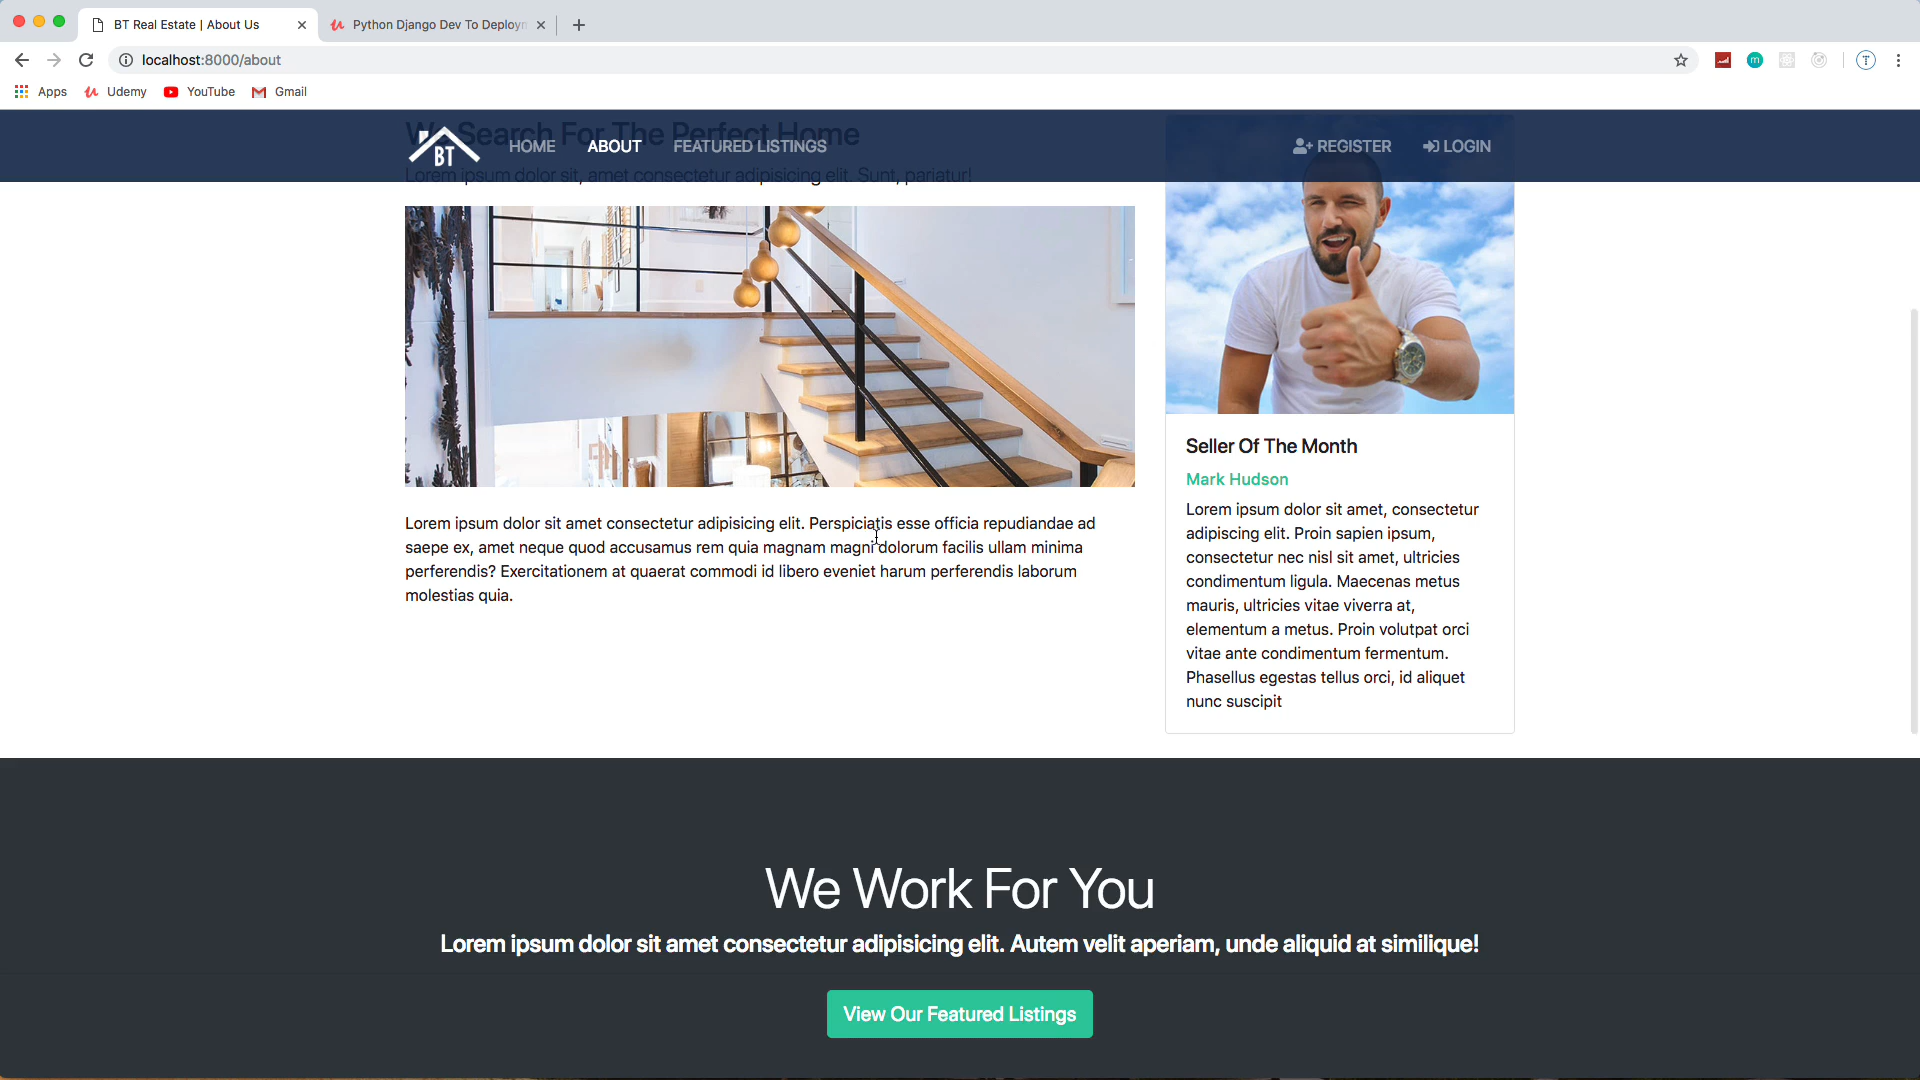 BT Real Estate | About Us
Python Django Dev To Deploym
localhost:8000/about
Apps
Udemy
YouTube
Gmail
We Search For The Perfect Home
BT
HOME
ABOUT
FEATURED LISTINGS
REGISTER
LOGIN
Lorem ipsum dolor sit, amet consectetur adipisicing elit. Sunt, pariatur!
Lorem ipsum dolor sit amet consectetur adipisicing elit. Perspiciatis esse officia repudiandae ad
saepe ex, amet neque quod accusamus rem quia magnam magni dolorum facilis ullam minima
perferendis? Exercitationem at quaerat commodi id libero eveniet harum perferendis laborum
molestias quia.
Seller Of The Month
Mark Hudson
Lorem ipsum dolor sit amet, consectetur
adipiscing elit. Proin sapien ipsum,
consectetur nec nisl sit amet, ultricies
condimentum ligula. Maecenas metus
mauris, ultricies vitae viverra at,
elementum a metus. Proin volutpat orci
vitae ante condimentum fermentum.
Phasellus egestas tellus orci, id aliquet
nunc suscipit
We Work For You
Lorem ipsum dolor sit amet consectetur adipisicing elit. Autem velit aperiam, unde aliquid at similique!
View Our Featured Listings